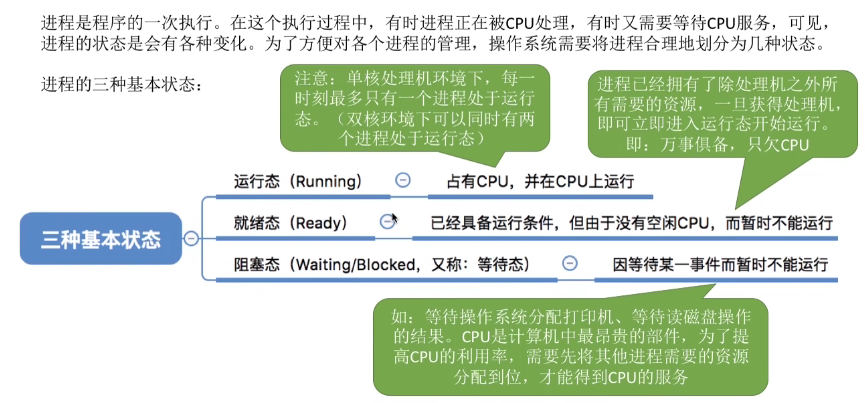 进程是程序的一次执行。在这个执行过程中，有时进程正在被CPU处理，有时又需要等待CPU服务，可见，
进程的状态是会有各种变化。为了方便对各个进程的管理，操作系统需要将进程合理地划分为几种状态。
进程的三种基本状态：
注意：单核处理机环境下，每一
时刻最多只有一个进程处于运行
态。（双核环境下可以同时有两
个进程处于运行态）
进程已经拥有了除处理机之外所
有需要的资源，一旦获得处理机，
即可立即进入运行态开始运行。
即：万事俱备，只欠CPU
三种基本状态
运行态（Running）
占有CPU，并在CPU上运行
就绪态（Ready）
已经具备运行条件，但由于没有空闲CPU，而暂时不能运行
阻塞态（Waiting/Blocked，又称：等待态）
因等待某一事件而暂时不能运行
如：等待操作系统分配打印机、等待读磁盘操作
的结果。CPU是计算机中最昂贵的部件，为了提
高CPU的利用率，需要先将其他进程需要的资源
分配到位，才能得到CPU的服务